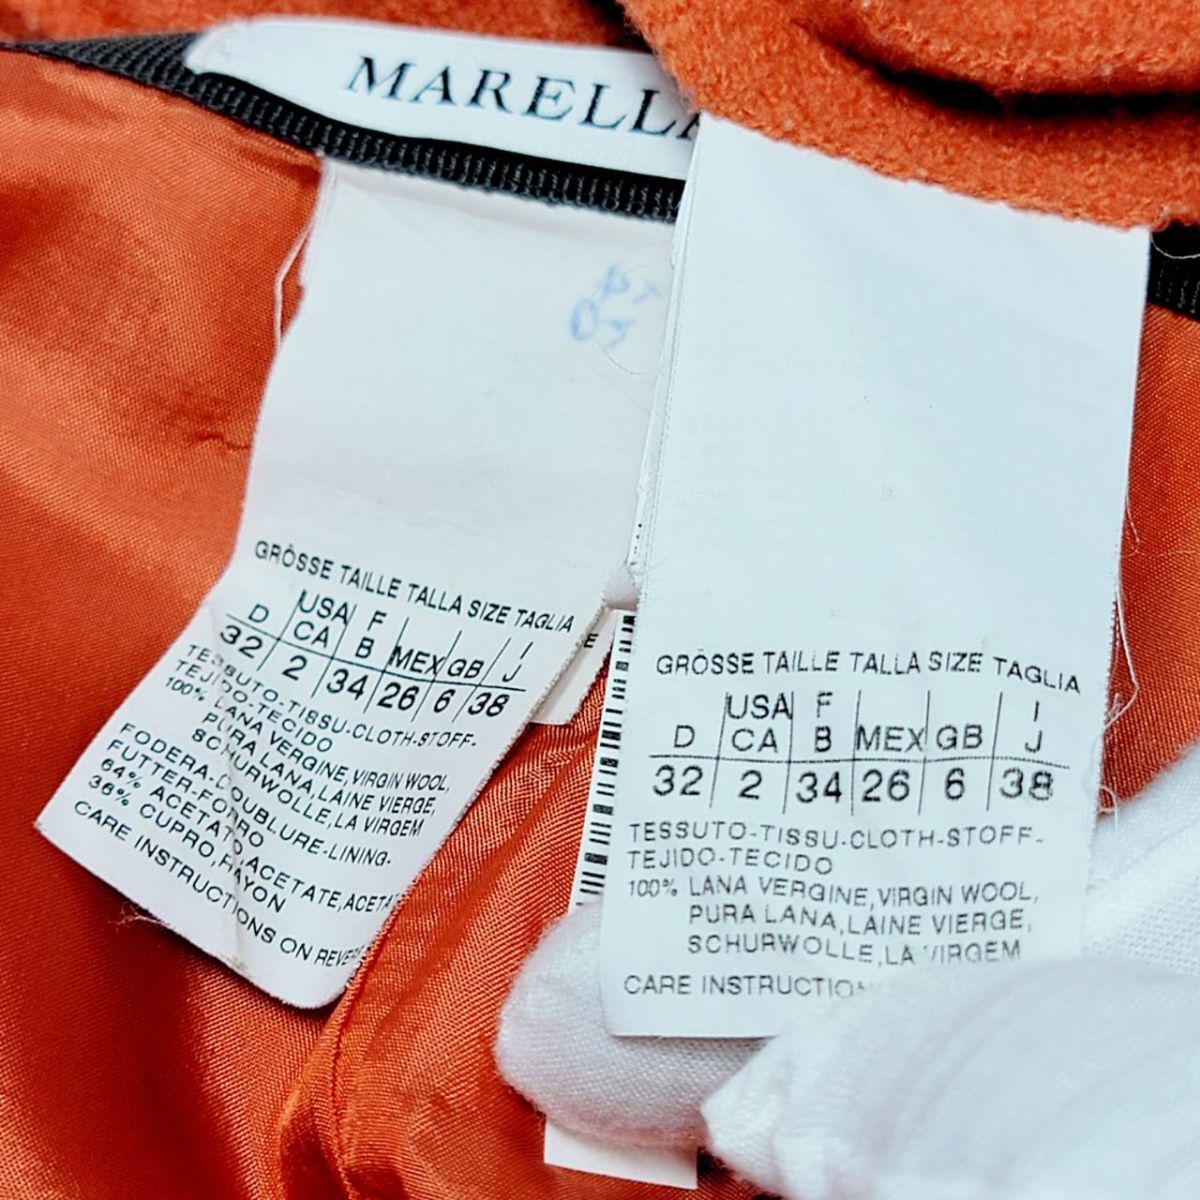 MARELLA
GRÖSSE TAILLE TALLA SIZE TAGLIA
D USA CA F B MEX GB I J
32 2 34 26 6 38
TESSUTO-TISSU-CLOTH-STOFF-
TEJIDO-TECIDO
100% LANA VERGINE, VIRGIN WOOL,
PURA LANA, LAINE VIERGE,
SCHURWOLLE, LA VIRGEM
FODERA-DOUBLURE-LINING-
FUTTER-FORRO
64% ACETATO, ACETATE, ACETA
36% CUPRO, RAYON
CARE INSTRUCTIONS ON REVE
E
GRÖSSE TAILLE TALLA SIZE TAGLIA
D USA CA F B MEX GB I J
32 2 34 26 6 38
TESSUTO-TISSU-CLOTH-STOFF-
TEJIDO-TECIDO
100% LANA VERGINE, VIRGIN WOOL,
PURA LANA, LAINE VIERGE,
SCHURWOLLE, LA VIRGEM
CARE INSTRUCTION